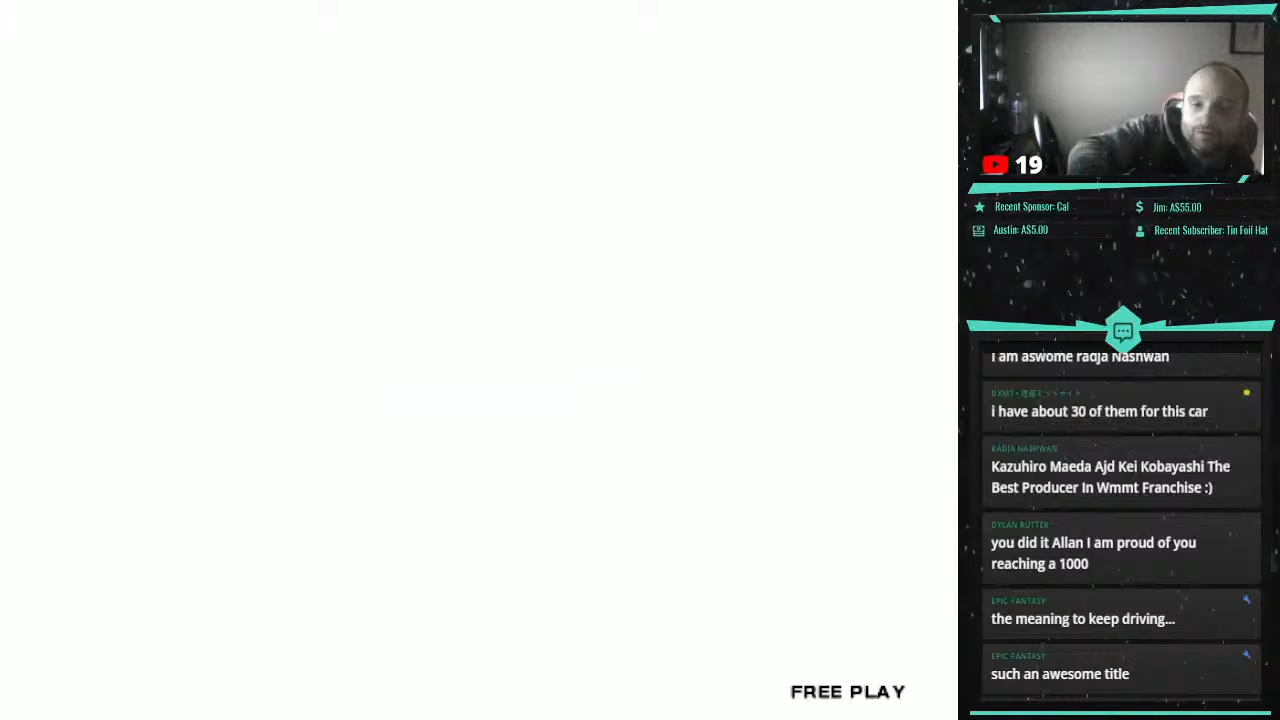 19
Recent Sponsor: Cal
Jim: A$55.00
Austin: A$5.00
Recent Subscriber: Tin Foil Hat
I am aswome radja Nashwan
i have about 30 of them for this car
RADJA NASHWAN
Kazuhiro Maeda Ajd Kei Kobayashi The
Best Producer In Wmmt Franchise :)
DYLAN RUTTER
you did it Allan I am proud of you
reaching a 1000
EPIC FANTASY
the meaning to keep driving...
EPIC FANTASY
such an awesome title
FREE PLAY